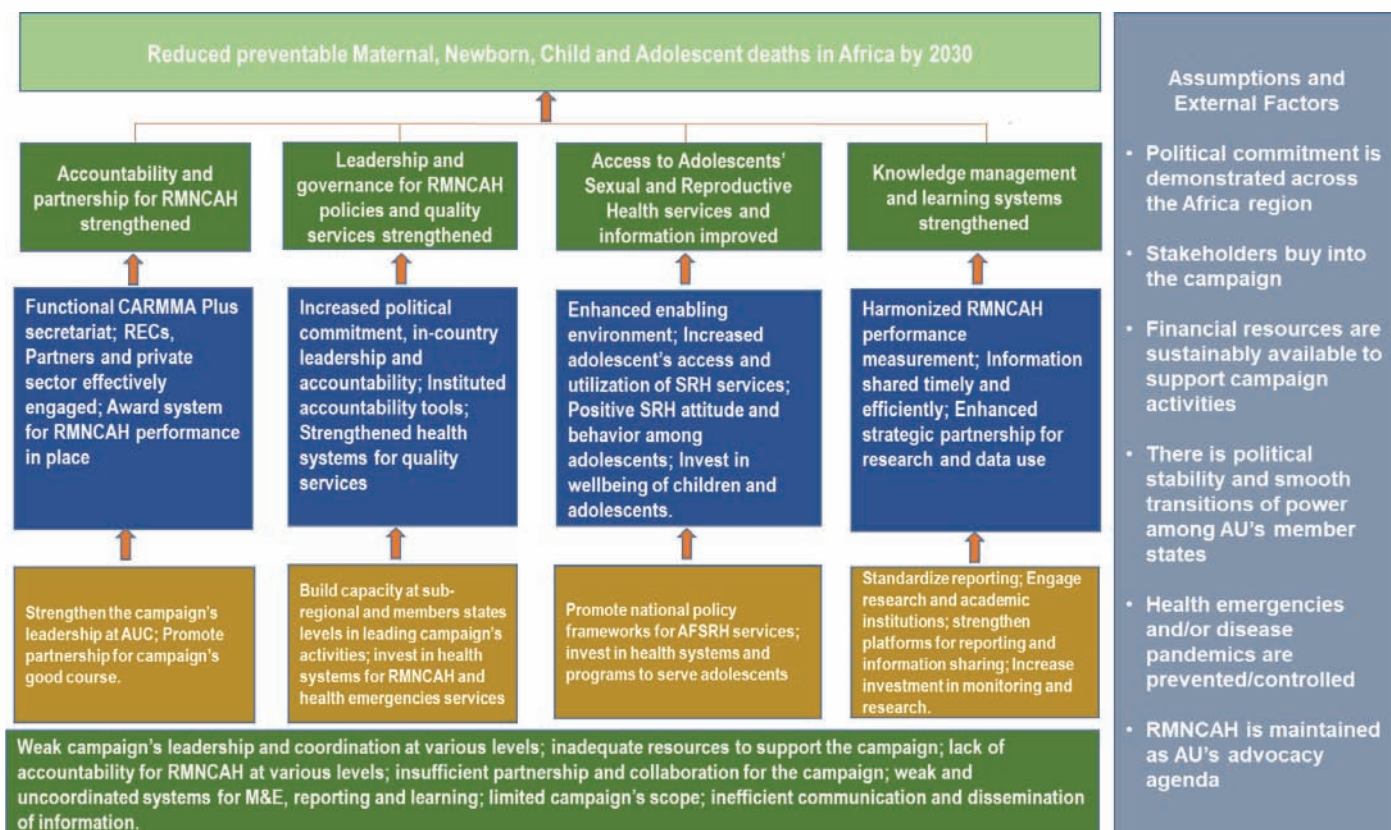 Reduced preventable Maternal, Newborn, Child and Adolescent deaths in Africa by 2030
Accountability and
partnership for RMNCAH
strengthened
Leadership and
governance for RMNCAH
policies and quality
services strengthened
Access to Adolescents'
Sexual and Reproductive
Health services and
information improved
Knowledge management
and learning systems
strengthened
Functional CARMMA Plus
secretariat; RECs,
Partners and private
sector effectively
engaged; Award system
for RMNCAH performance
in place
Increased political
commitment, in-country
leadership and
accountability; Instituted
accountability tools;
Strengthened health
systems for quality
services
Enhanced enabling
environment; Increased
adolescent's access and
utilization of SRH services;
Positive SRH attitude and
behavior among
adolescents; Invest in
wellbeing of children and
adolescents.
Harmonized RMNCAH
performance
measurement; Information
shared timely and
efficiently; Enhanced
strategic partnership for
research and data use
Strengthen the campaign's
leadership at AUC; Promote
partnership for campaign's
good course.
Build capacity at sub-
regional and members states
levels in leading campaign's
activities; invest in health
systems for RMNCAH and
health emergencies services
Promote national policy
frameworks for AFSRH services;
invest in health systems and
programs to serve adolescents
Standardize reporting; Engage
research and academic
institutions; strengthen
platforms for reporting and
information sharing; Increase
investment in monitoring and
research.
Weak campaign's leadership and coordination at various levels; inadequate resources to support the campaign; lack of
accountability for RMNCAH at various levels; insufficient partnership and collaboration for the campaign; weak and
uncoordinated systems for M&E, reporting and learning; limited campaign's scope; inefficient communication and dissemination
of information.
Assumptions and
External Factors
• Political commitment is
demonstrated across
the Africa region
• Stakeholders buy into
the campaign
• Financial resources are
sustainably available to
support campaign
activities
• There is political
stability and smooth
transitions of power
among AU's member
states
• Health emergencies
and/or disease
pandemics are
prevented/controlled
• RMNCAH is maintained
as AU's advocacy
agenda